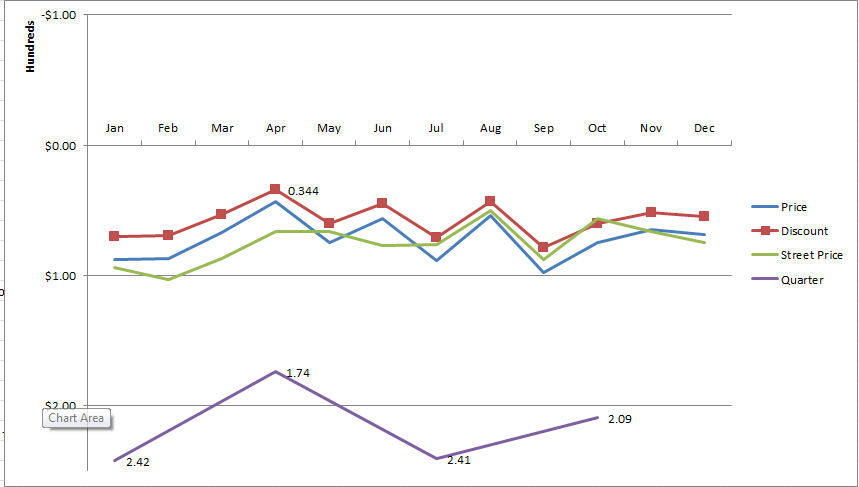 -$1.00
Hundreds
Jan Feb Mar Apr May Jun Jul Aug Sep Oct Nov Dec
$0.00
0.344
Price
Discount
Street Price
Quarter
$1.00
0
1.74
$2.00
Chart Area
2.09
2.42
2.41